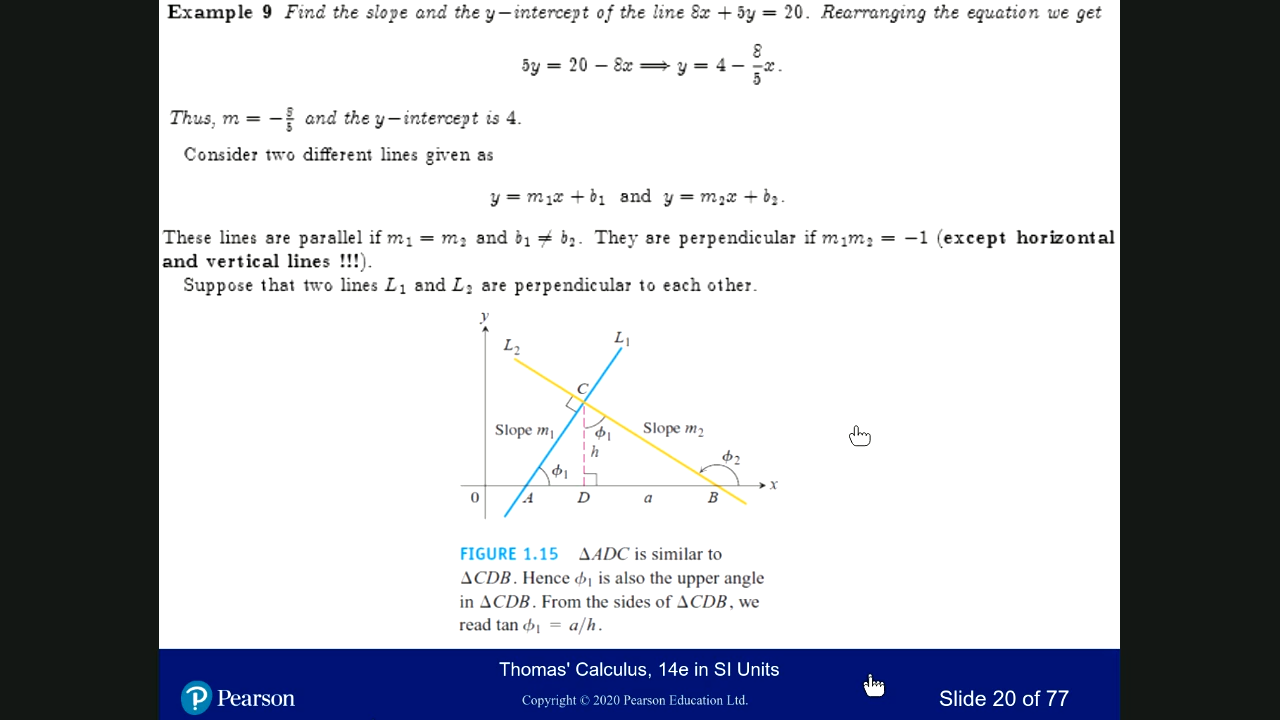 Example 9 Find the slope and the y−intercept of the line 8x + 5y = 20. Rearranging the equation we get
5y = 20 − 8x ⟹ y = 4 − 8/5 x.
Thus, m = −8/5 and the y−intercept is 4.
Consider two different lines given as
y = m₁x + b₁ and y = m₂x + b₂.
These lines are parallel if m₁ = m₂ and b₁ ≠ b₂. They are perpendicular if m₁m₂ = −1 (except horizontal
and vertical lines !!!).
Suppose that two lines L₁ and L₂ are perpendicular to each other.
y
L₂
L₁
C
Slope m₁
ϕ₁
Slope m₂
h
ϕ₁
ϕ₂
0
A
D
a
B
x
FIGURE 1.15 ΔADC is similar to
ΔCDB. Hence ϕ₁ is also the upper angle
in ΔCDB. From the sides of ΔCDB, we
read tan ϕ₁ = a/h.
Thomas' Calculus, 14e in SI Units
P Pearson
Copyright © 2020 Pearson Education Ltd.
Slide 20 of 77